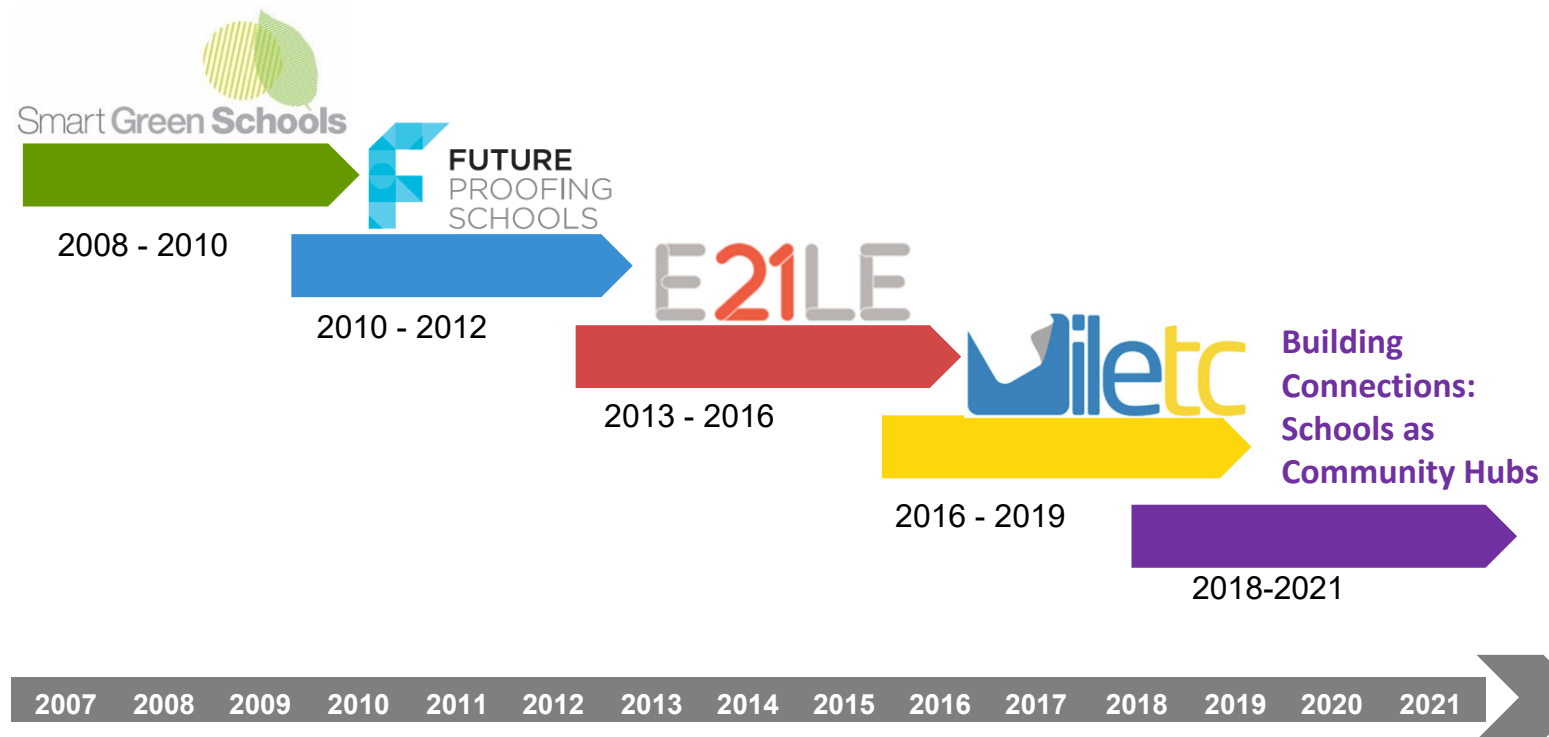 Smart Green Schools
2008 - 2010
FUTURE
PROOFING
SCHOOLS
2010 - 2012
E21LE
2013 - 2016
iletc
2016 - 2019
Building
Connections:
Schools as
Community Hubs
2018-2021
2007 2008 2009 2010 2011 2012 2013 2014 2015 2016 2017 2018 2019 2020 2021